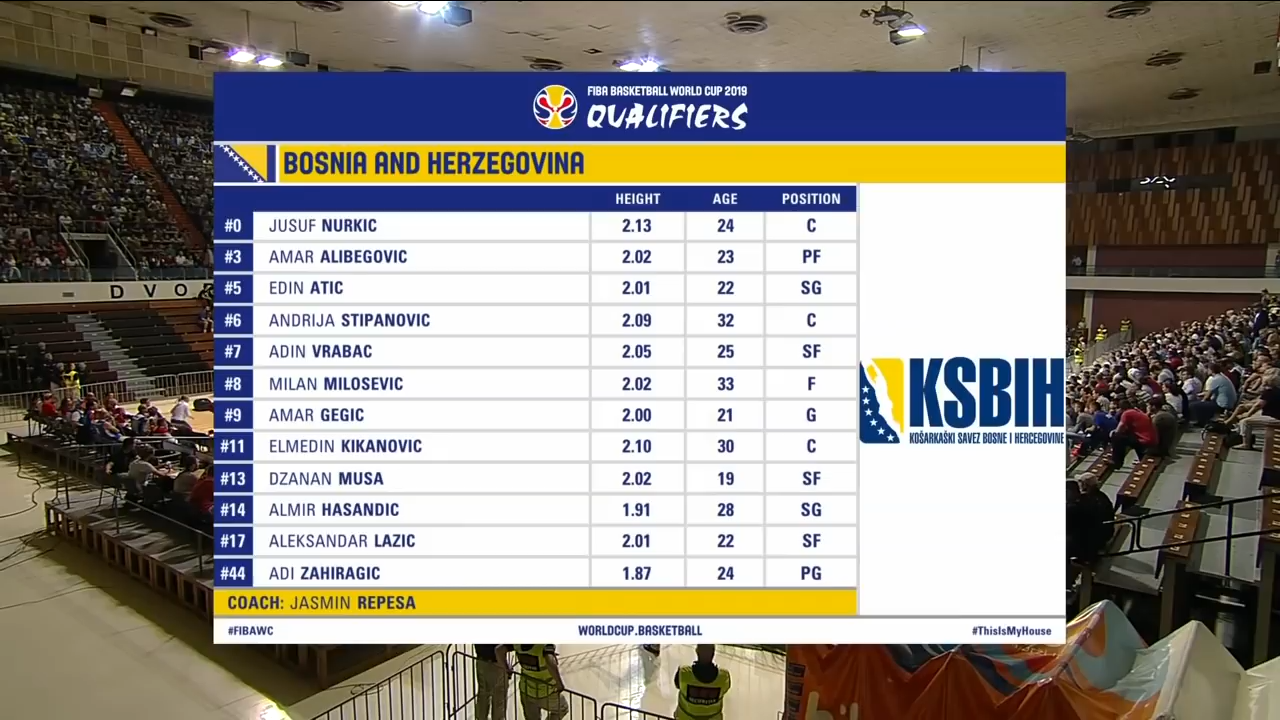 FIBA BASKETBALL WORLD CUP 2019
QUALIFIERS
BOSNIA AND HERZEGOVINA
HEIGHT AGE POSITION
#0 JUSUF NURKIC 2.13 24 C
#3 AMAR ALIBEGOVIC 2.02 23 PF
#5 EDIN ATIC 2.01 22 SG
#6 ANDRIJA STIPANOVIC 2.09 32 C
#7 ADIN VRABAC 2.05 25 SF
#8 MILAN MILOSEVIC 2.02 33 F
#9 AMAR GEGIC 2.00 21 G
#11 ELMEDIN KIKANOVIC 2.10 30 C
#13 DZANAN MUSA 2.02 19 SF
#14 ALMIR HASANDIC 1.91 28 SG
#17 ALEKSANDAR LAZIC 2.01 22 SF
#44 ADI ZAHIRAGIC 1.87 24 PG
COACH: JASMIN REPESA
KSBIH
KOŠARKAŠKI SAVEZ BOSNE I HERCEGOVINE
#FIBAWC WORLDCUP.BASKETBALL #ThisIsMyHouse
DVOR